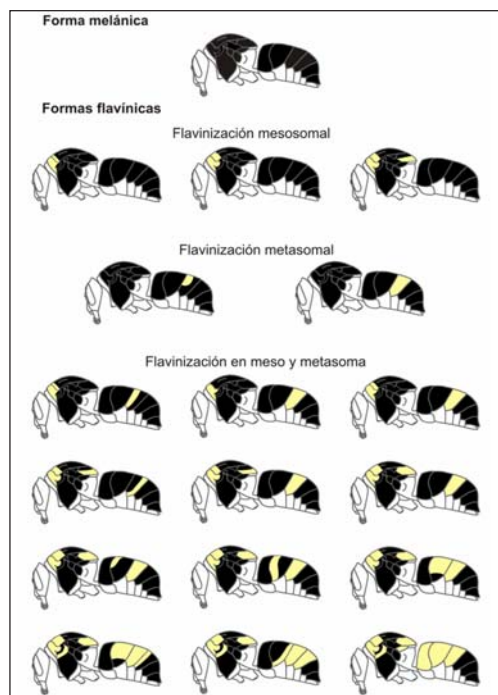 Forma melánica
Formas flavínicas
Flavinización mesosomal
Flavinización metasomal
Flavinización en meso y metasoma